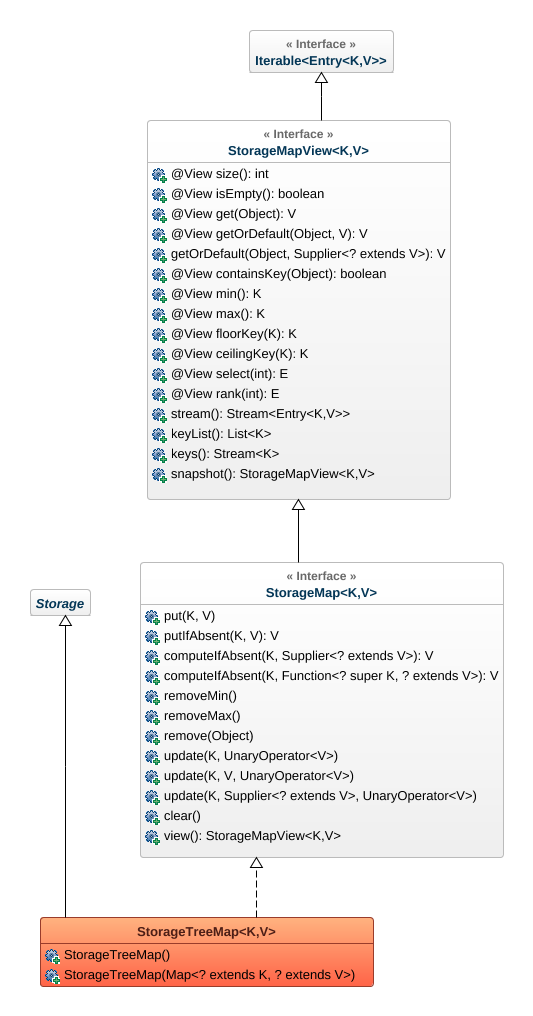 « Interface »
Iterable<Entry<K,V>>
« Interface »
StorageMapView<K,V>
@View size(): int
@View isEmpty(): boolean
@View get(Object): V
@View getOrDefault(Object, V): V
getOrDefault(Object, Supplier<? extends V>): V
@View containsKey(Object): boolean
@View min(): K
@View max(): K
@View floorKey(K): K
@View ceilingKey(K): K
@View select(int): E
@View rank(int): E
stream(): Stream<Entry<K,V>>
keyList(): List<K>
keys(): Stream<K>
snapshot(): StorageMapView<K,V>
« Interface »
StorageMap<K,V>
put(K, V)
putIfAbsent(K, V): V
computeIfAbsent(K, Supplier<? extends V>): V
computeIfAbsent(K, Function<? super K, ? extends V>): V
removeMin()
removeMax()
remove(Object)
update(K, UnaryOperator<V>)
update(K, V, UnaryOperator<V>)
update(K, Supplier<? extends V>, UnaryOperator<V>)
clear()
view(): StorageMapView<K,V>
Storage
StorageTreeMap<K,V>
StorageTreeMap()
StorageTreeMap(Map<? extends K, ? extends V>)